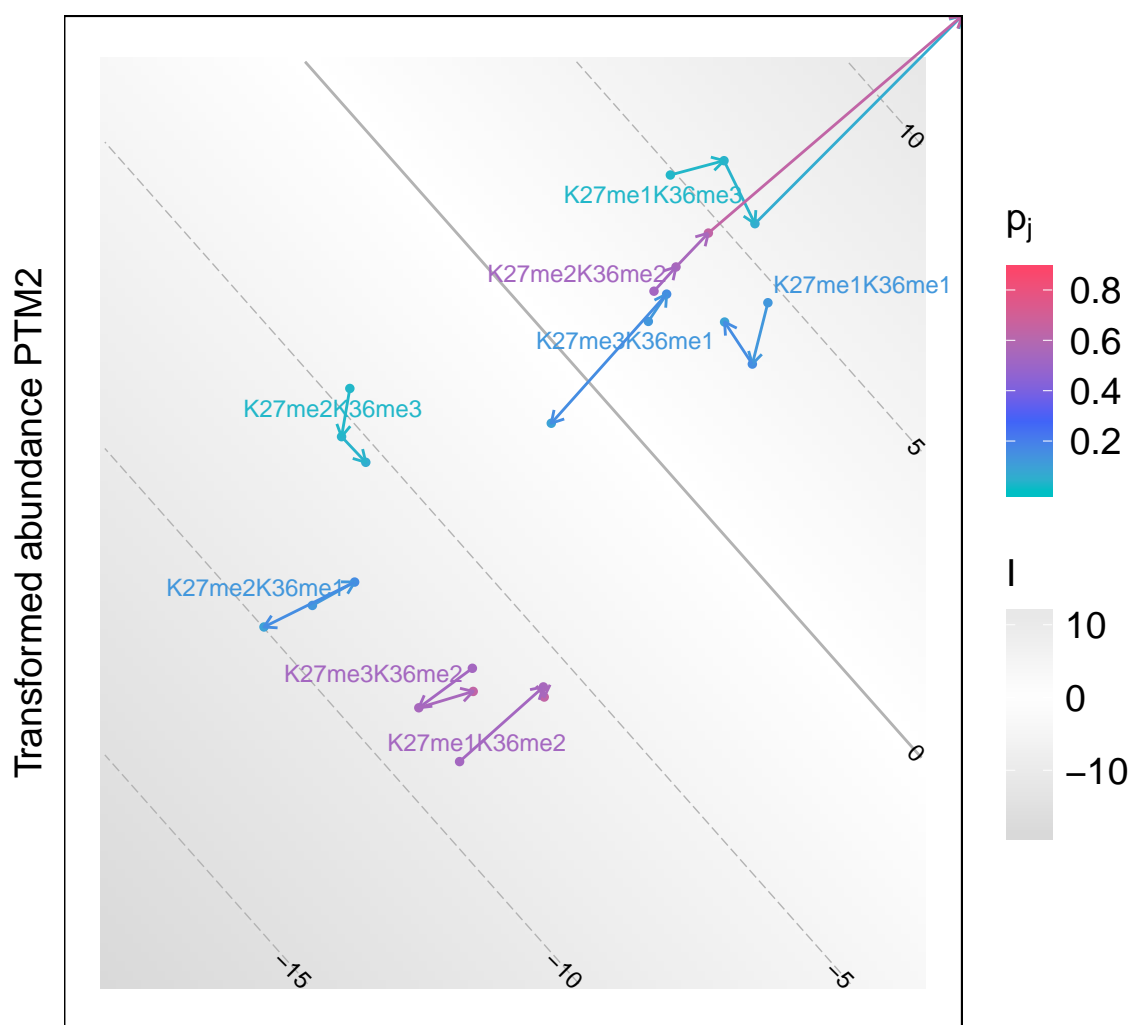 Transformed abundance PTM2
10
K27me1K36me3
K27me2K36me2
K27me1K36me1
K27me3K36me1
K27me2K36me3
5
K27me2K36me1
K27me3K36me2
K27me1K36me2
0
−15
−10
−5
pj
0.8
0.6
0.4
0.2
I
10
0
−10